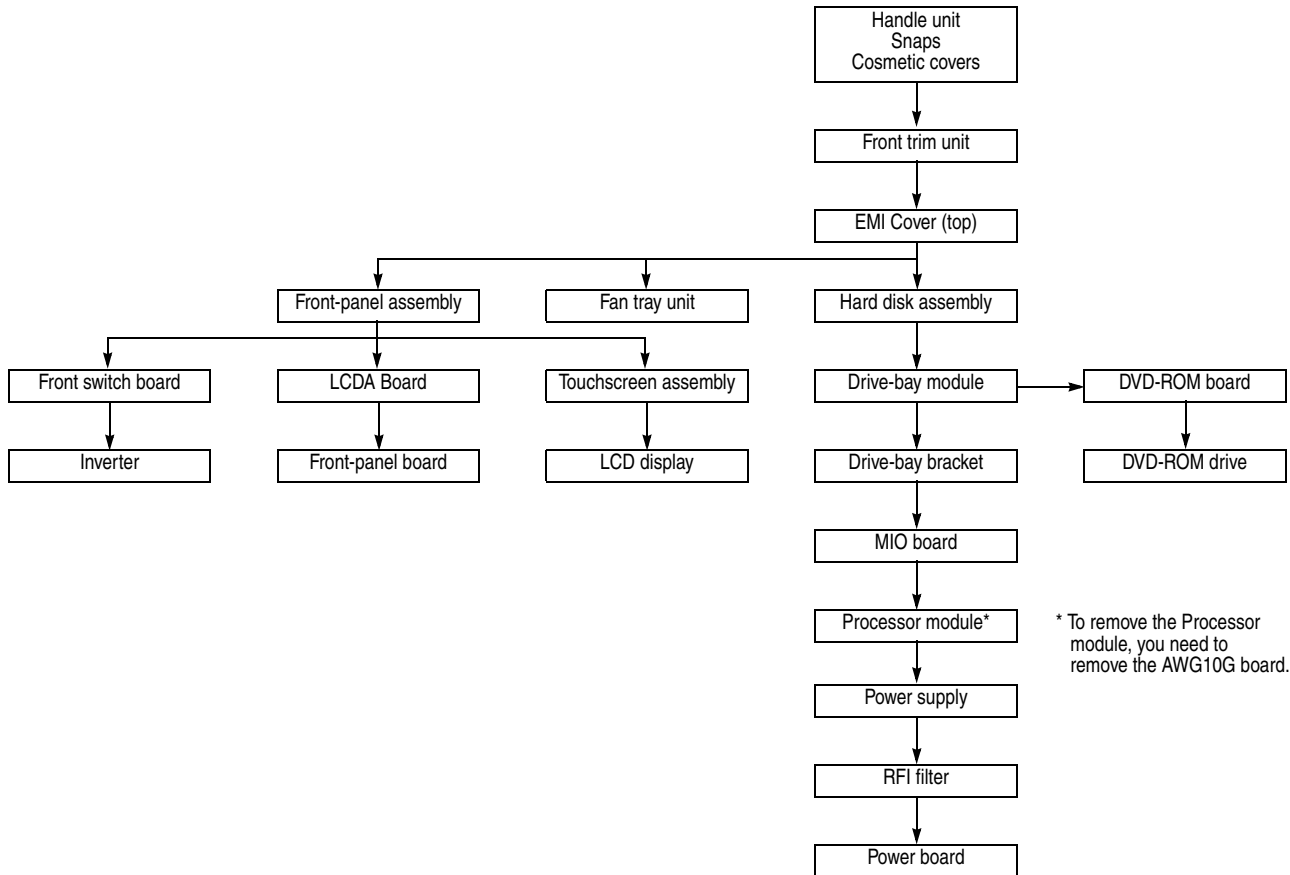 Handle unit
Snaps
Cosmetic covers
Front trim unit
EMI Cover (top)
Front-panel assembly
Fan tray unit
Hard disk assembly
Front switch board
LCDA Board
Touchscreen assembly
Drive-bay module
DVD-ROM board
Inverter
Front-panel board
LCD display
Drive-bay bracket
DVD-ROM drive
MIO board
Processor module*
* To remove the Processor
module, you need to
remove the AWG10G board.
Power supply
RFI filter
Power board